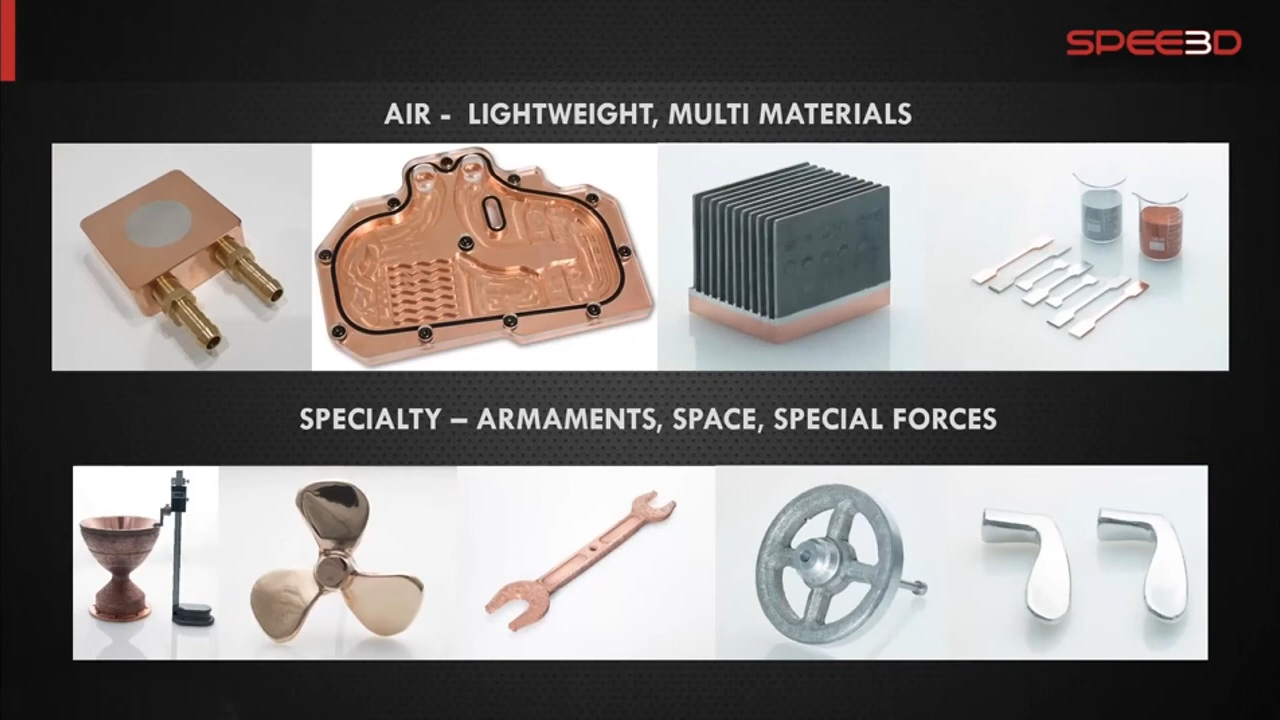 SPEE3D
AIR - LIGHTWEIGHT, MULTI MATERIALS
SPECIALTY – ARMAMENTS, SPACE, SPECIAL FORCES